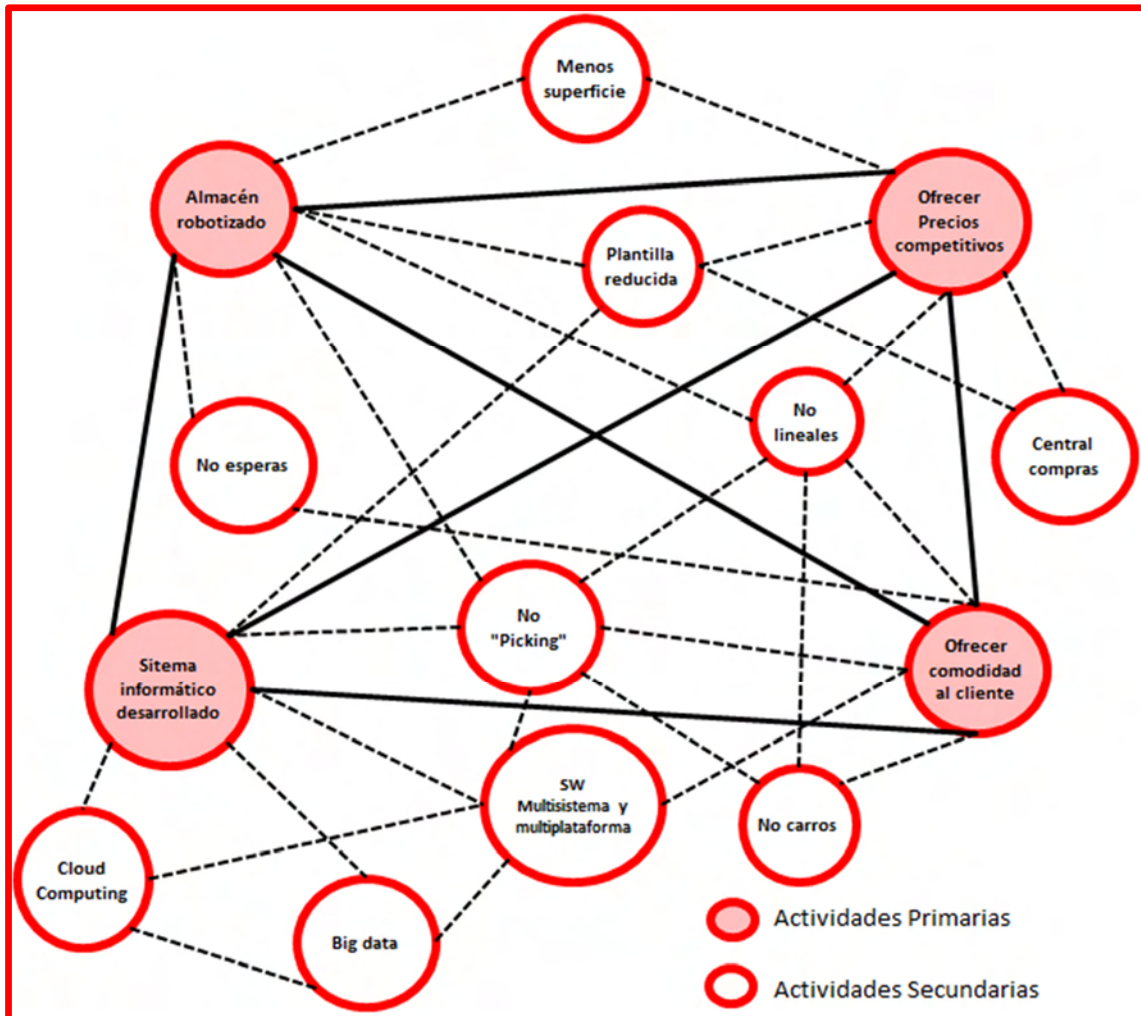 Menos
superficie
Almacén
robotizado
Ofrecer
Precios
competitivos
Plantilla
reducida
No
lineales
Central
compras
No esperas
No
"Picking"
Sitema
informático
desarrollado
Ofrecer
comodidad
al cliente
SW
Multisistema y
multiplataforma
No carros
Cloud
Computing
Big data
Actividades Primarias
Actividades Secundarias